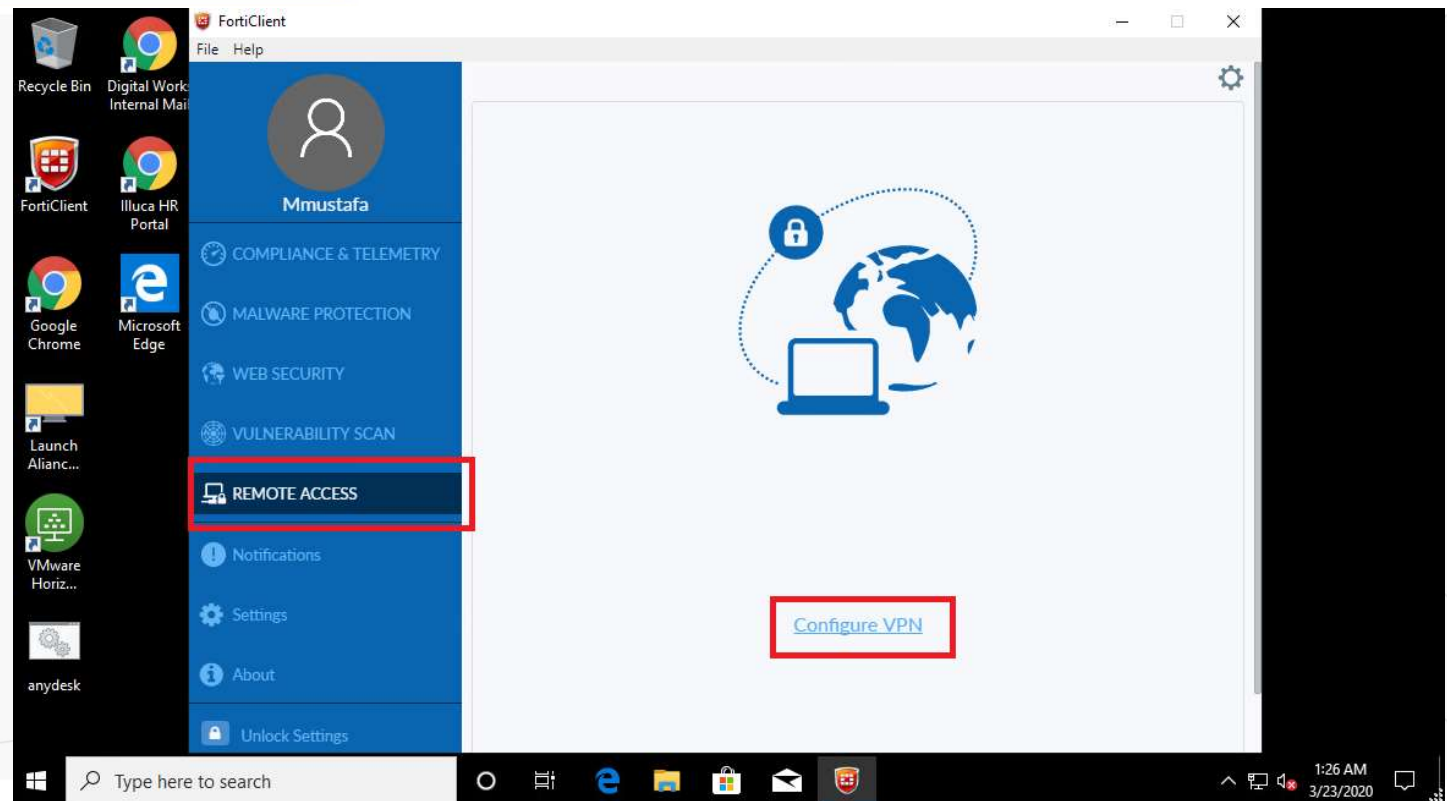 FortiClient
File Help
Recycle Bin
Digital Work
Internal Mai
FortiClient
Illuca HR
Portal
Google
Chrome
Microsoft
Edge
Launch
Alianc...
VMware
Horiz...
anydesk
Mmustafa
COMPLIANCE & TELEMETRY
MALWARE PROTECTION
WEB SECURITY
VULNERABILITY SCAN
REMOTE ACCESS
Notifications
Settings
About
Unlock Settings
Configure VPN
Type here to search
1:26 AM
3/23/2020